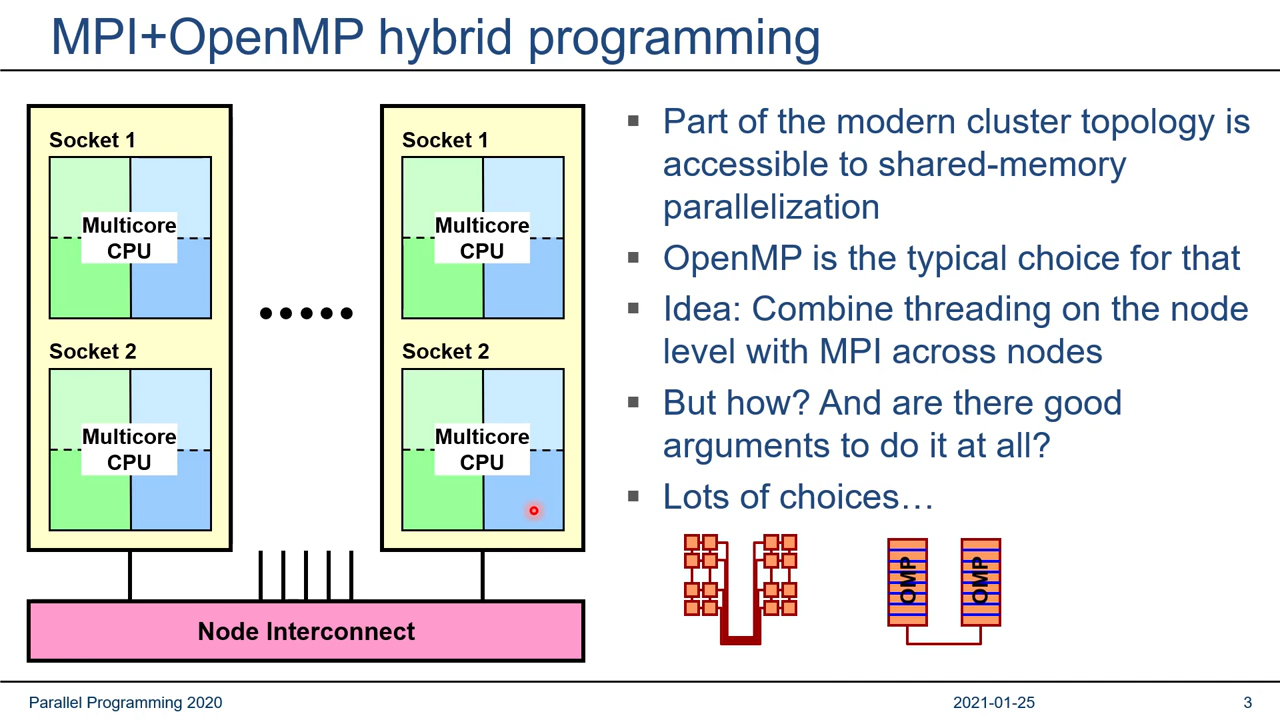 MPI+OpenMP hybrid programming
Socket 1
Multicore
CPU
Socket 2
Multicore
CPU
Socket 1
Multicore
CPU
Socket 2
Multicore
CPU
Node Interconnect
Part of the modern cluster topology is
accessible to shared-memory
parallelization
OpenMP is the typical choice for that
Idea: Combine threading on the node
level with MPI across nodes
But how? And are there good
arguments to do it at all?
Lots of choices…
OMP
OMP
Parallel Programming 2020
2021-01-25
3